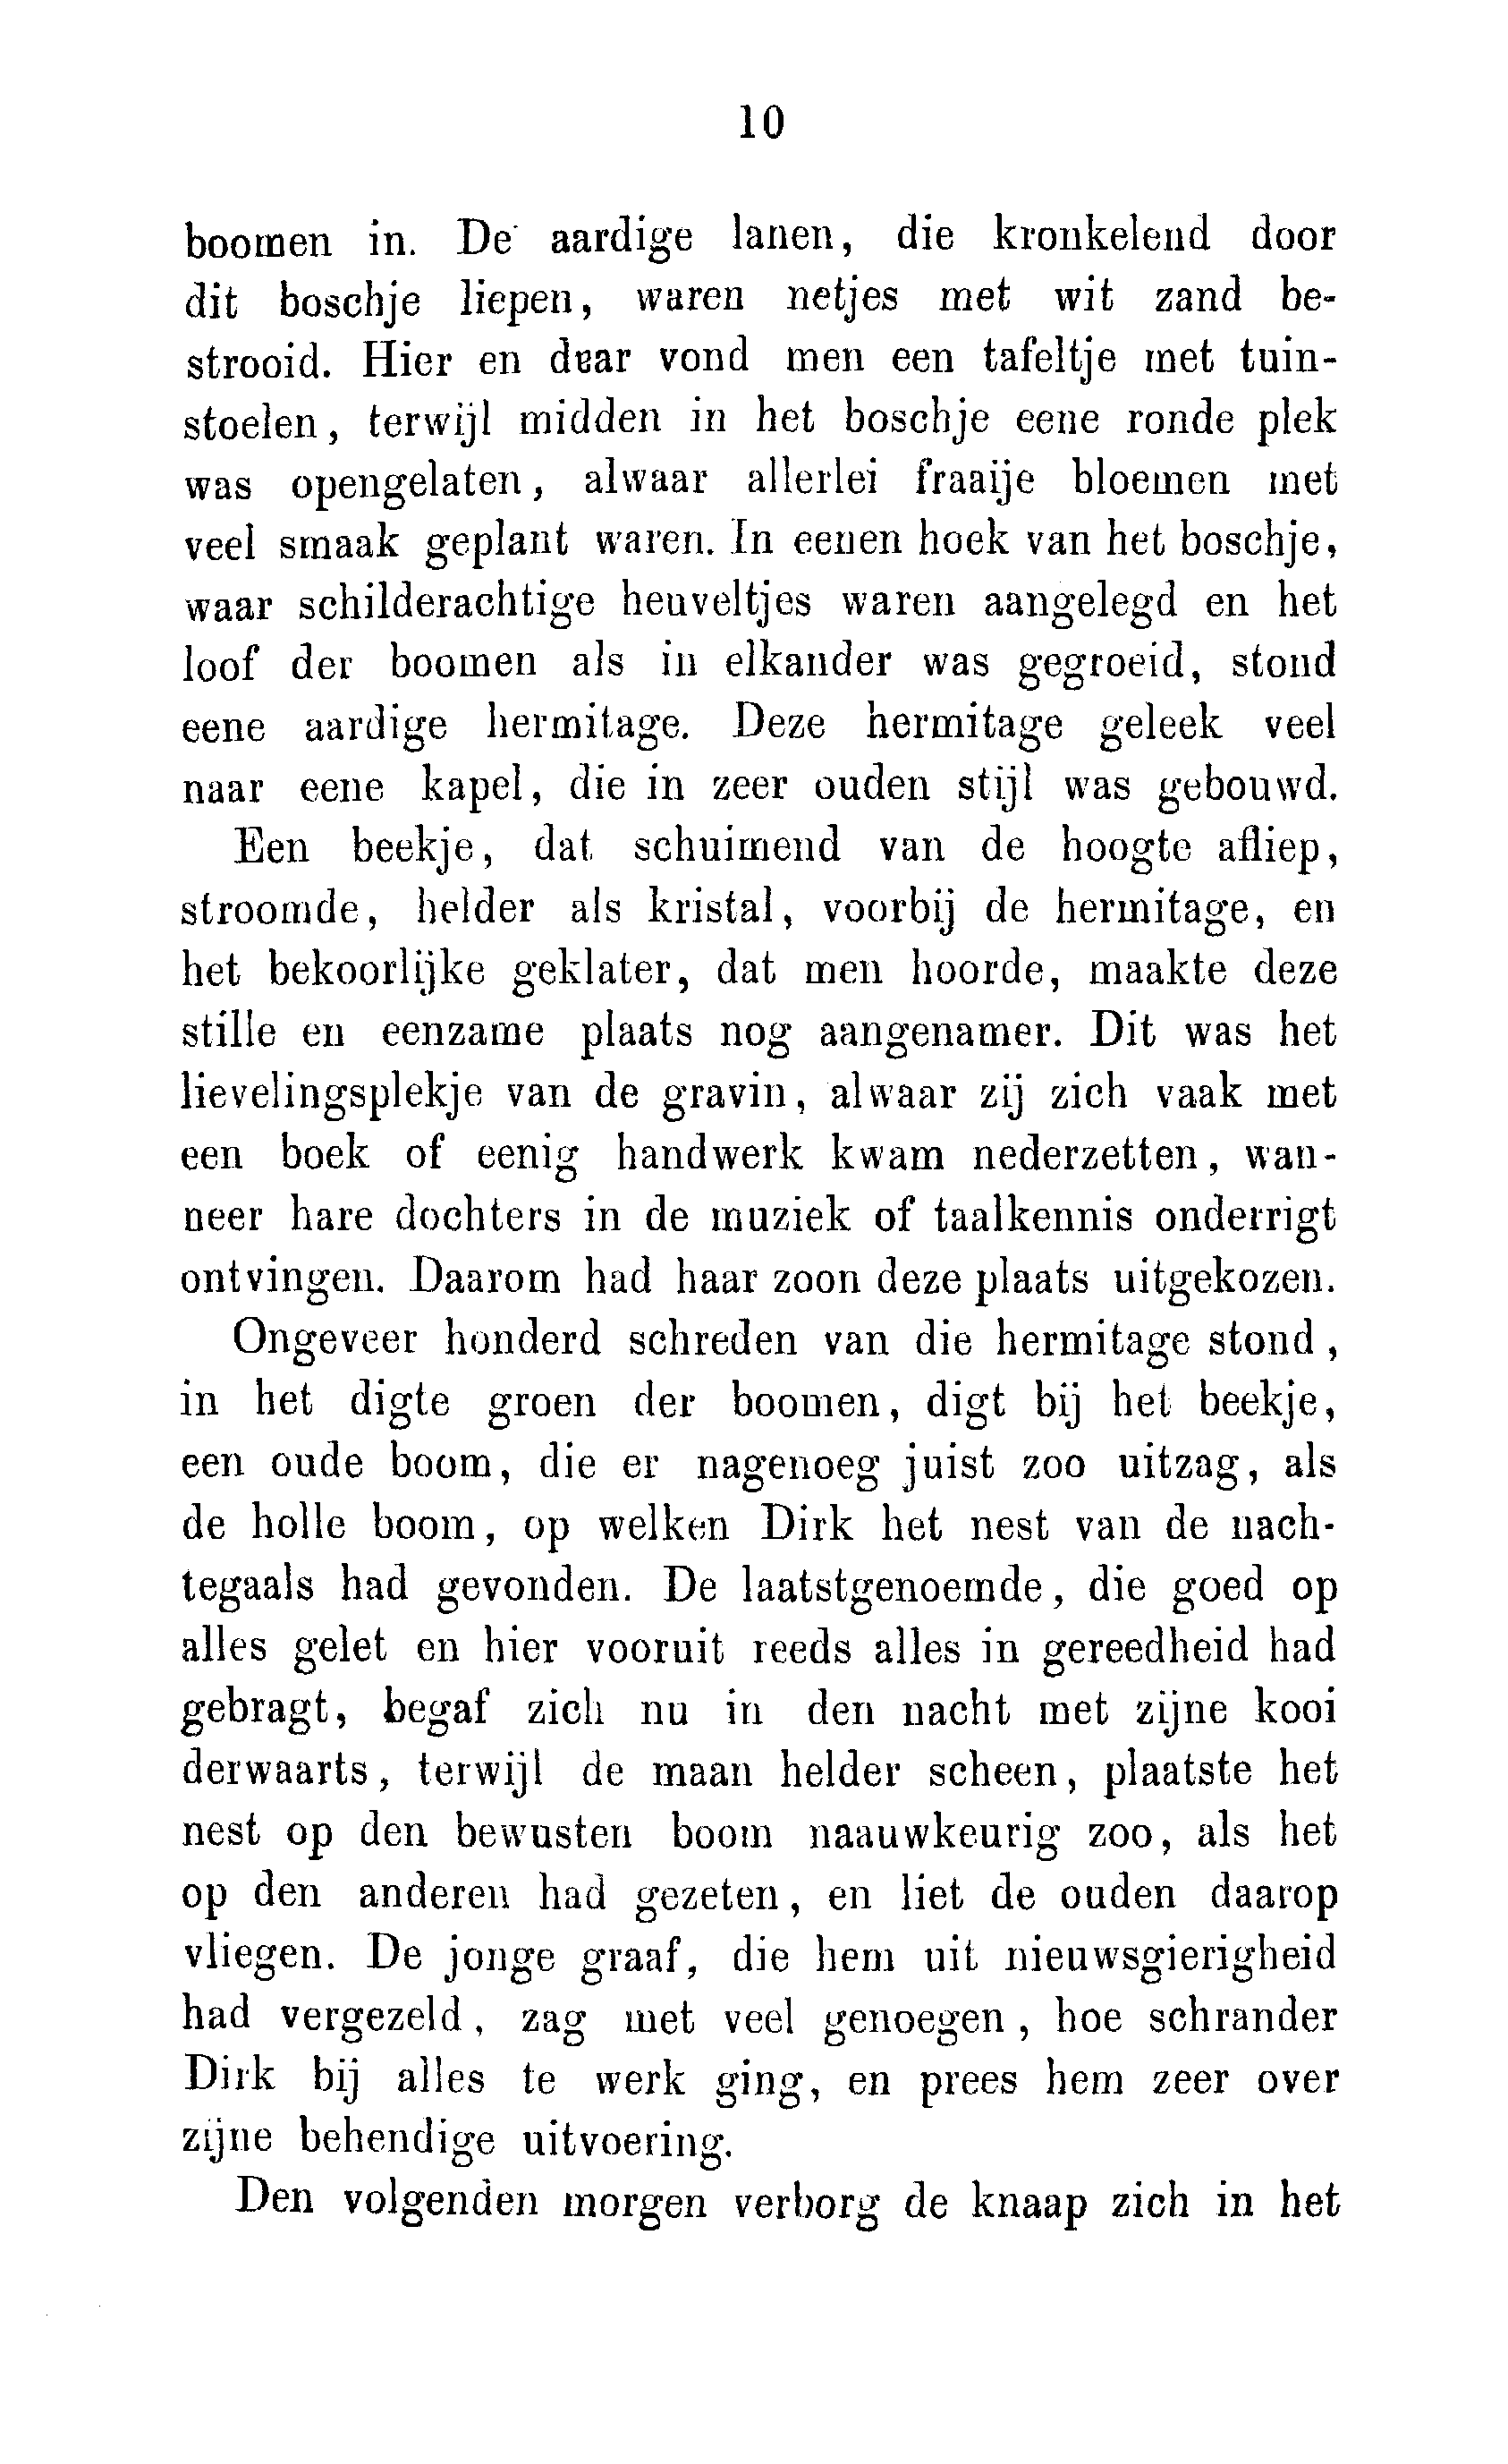 10
boomen in. De aardige lanen, die kronkelend door
dit boschje liepen, waren netjes met wit zand be-
strooid. Hier en daar vond men een tafeltje met tuin-
stoelen, terwijl midden in het boschje eene ronde plek
was opengelaten, alwaar allerlei fraaije bloemen met
veel smaak geplant waren. In eenen hoek van het boschje,
waar schilderachtige heuveltjes waren aangelegd en het
loof der boomen als in elkander was gegroeid, stond
eene aardige hermitage. Deze hermitage geleek veel
naar eene kapel, die in zeer ouden stijl was gebouwd.
Een beekje, dat schuimend van de hoogte afliep,
stroomde, helder als kristal, voorbij de hermitage, en
het bekoorlijke geklater, dat men hoorde, maakte deze
stille en eenzame plaats nog aangenamer. Dit was het
lievelingsplekje van de gravin, alwaar zij zich vaak met
een boek of eenig handwerk kwam nederzetten, wan-
neer hare dochters in de muziek of taalkennis onderrigt
ontvingen. Daarom had haar zoon deze plaats uitgekozen.
Ongeveer honderd schreden van die hermitage stond,
in het digte groen der boomen, digt bij het beekje,
een oude boom, die er nagenoeg juist zoo uitzag, als
de holle boom, op welken Dirk het nest van de nach-
tegaals had gevonden. De laatstgenoemde, die goed op
alles gelet en hier vooruit reeds alles in gereedheid had
gebragt, begaf zich nu in den nacht met zijne kooi
derwaarts, terwijl de maan helder scheen, plaatste het
nest op den bewusten boom naauwkeurig zoo, als het
op den anderen had gezeten, en liet de ouden daarop
vliegen. De jonge graaf, die hem uit nieuwsgierigheid
had vergezeld, zag met veel genoegen, hoe schrander
Dirk bij alles te werk ging, en prees hem zeer over
zijne behendige uitvoering.
Den volgenden morgen verborg de knaap zich in het